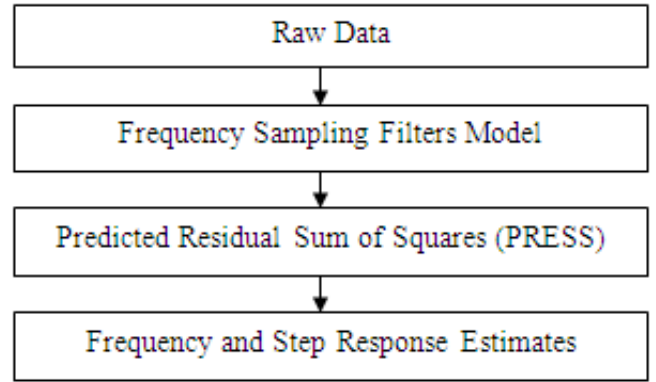 Raw Data
Frequency Sampling Filters Model
Predicted Residual Sum of Squares (PRESS)
Frequency and Step Response Estimates